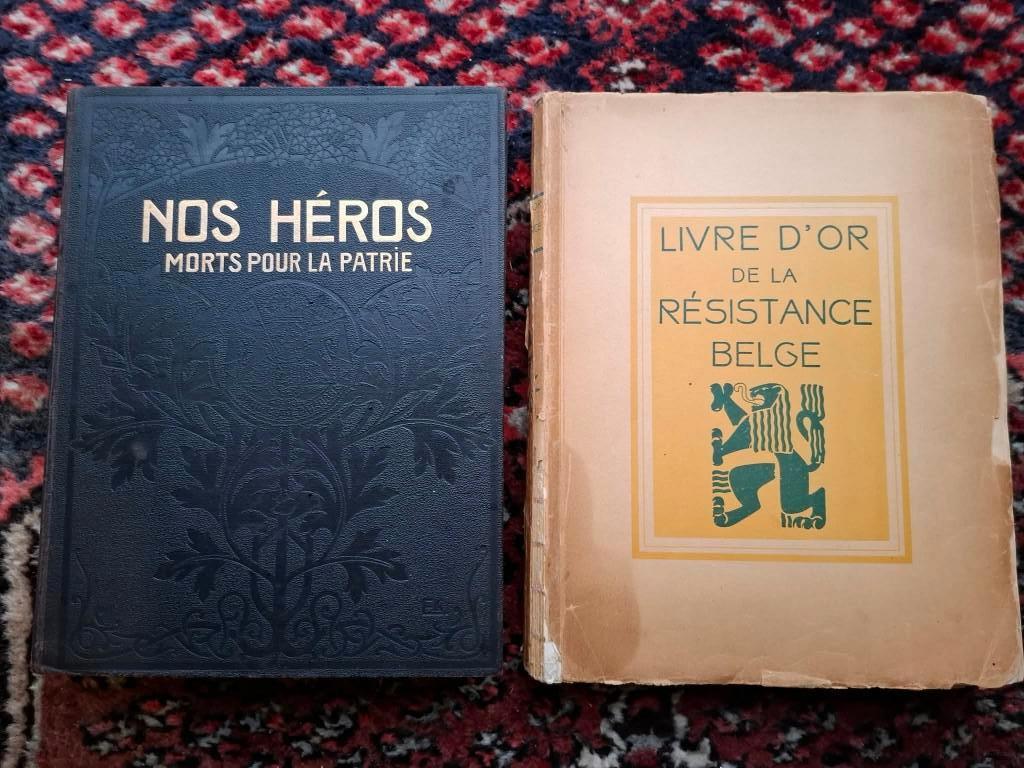 NOS HÉROS
MORTS POUR LA PATRIE
LIVRE D'OR
DE LA
RÉSISTANCE
BELGE